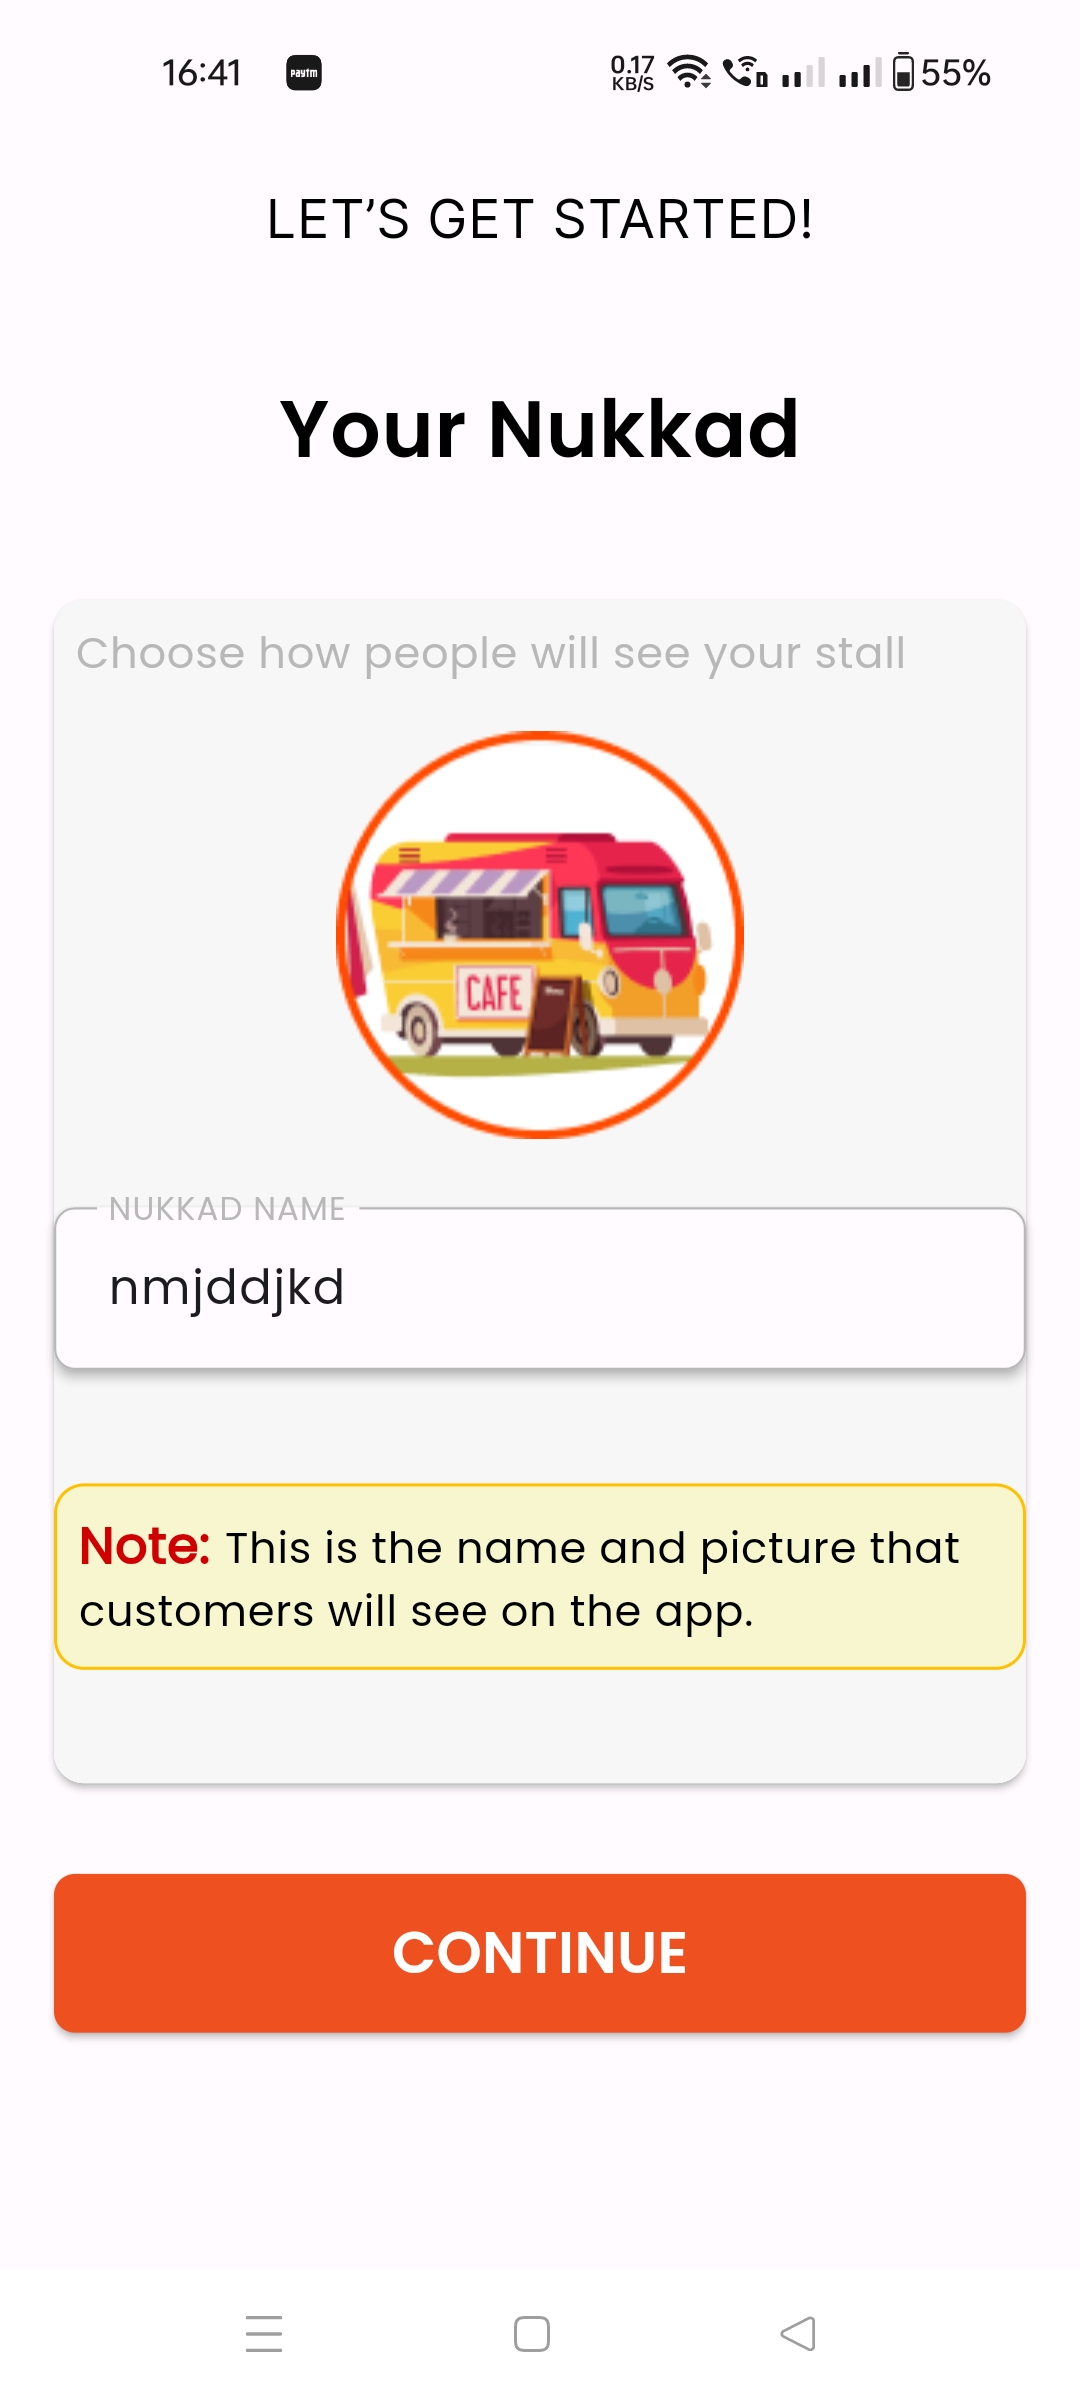 16:41 paytm 0.17 KB/S 55%
LET’S GET STARTED!
Your Nukkad
Choose how people will see your stall
CAFE
NUKKAD NAME
nmjddjkd
Note: This is the name and picture that
customers will see on the app.
CONTINUE